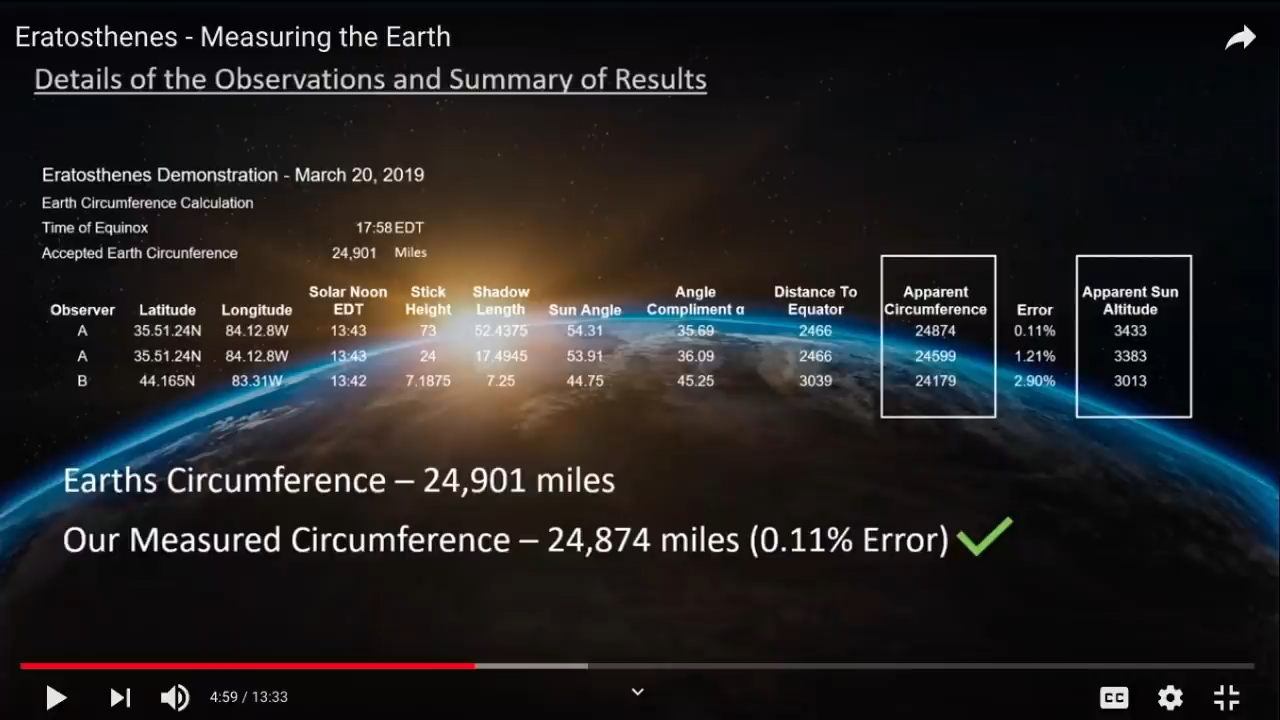 Eratosthenes - Measuring the Earth
Details of the Observations and Summary of Results
Eratosthenes Demonstration - March 20, 2019
Earth Circumference Calculation
Time of Equinox 17:58 EDT
Accepted Earth Circunference 24,901 Miles
Solar Noon Stick Shadow Angle Distance To Apparent Apparent Sun
Observer Latitude Longitude EDT Height Length Sun Angle Compliment α Equator Circumference Error Altitude
A 35.51.24N 84.12.8W 13:43 73 52.4375 54.31 35.69 2466 24874 0.11% 3433
A 35.51.24N 84.12.8W 13:43 24 17.4945 53.91 36.09 2466 24599 1.21% 3383
B 44.165N 83.31W 13:42 7.1875 7.25 44.75 45.25 3039 24179 2.90% 3013
Earths Circumference – 24,901 miles
Our Measured Circumference – 24,874 miles (0.11% Error)
4:59 / 13:33
CC